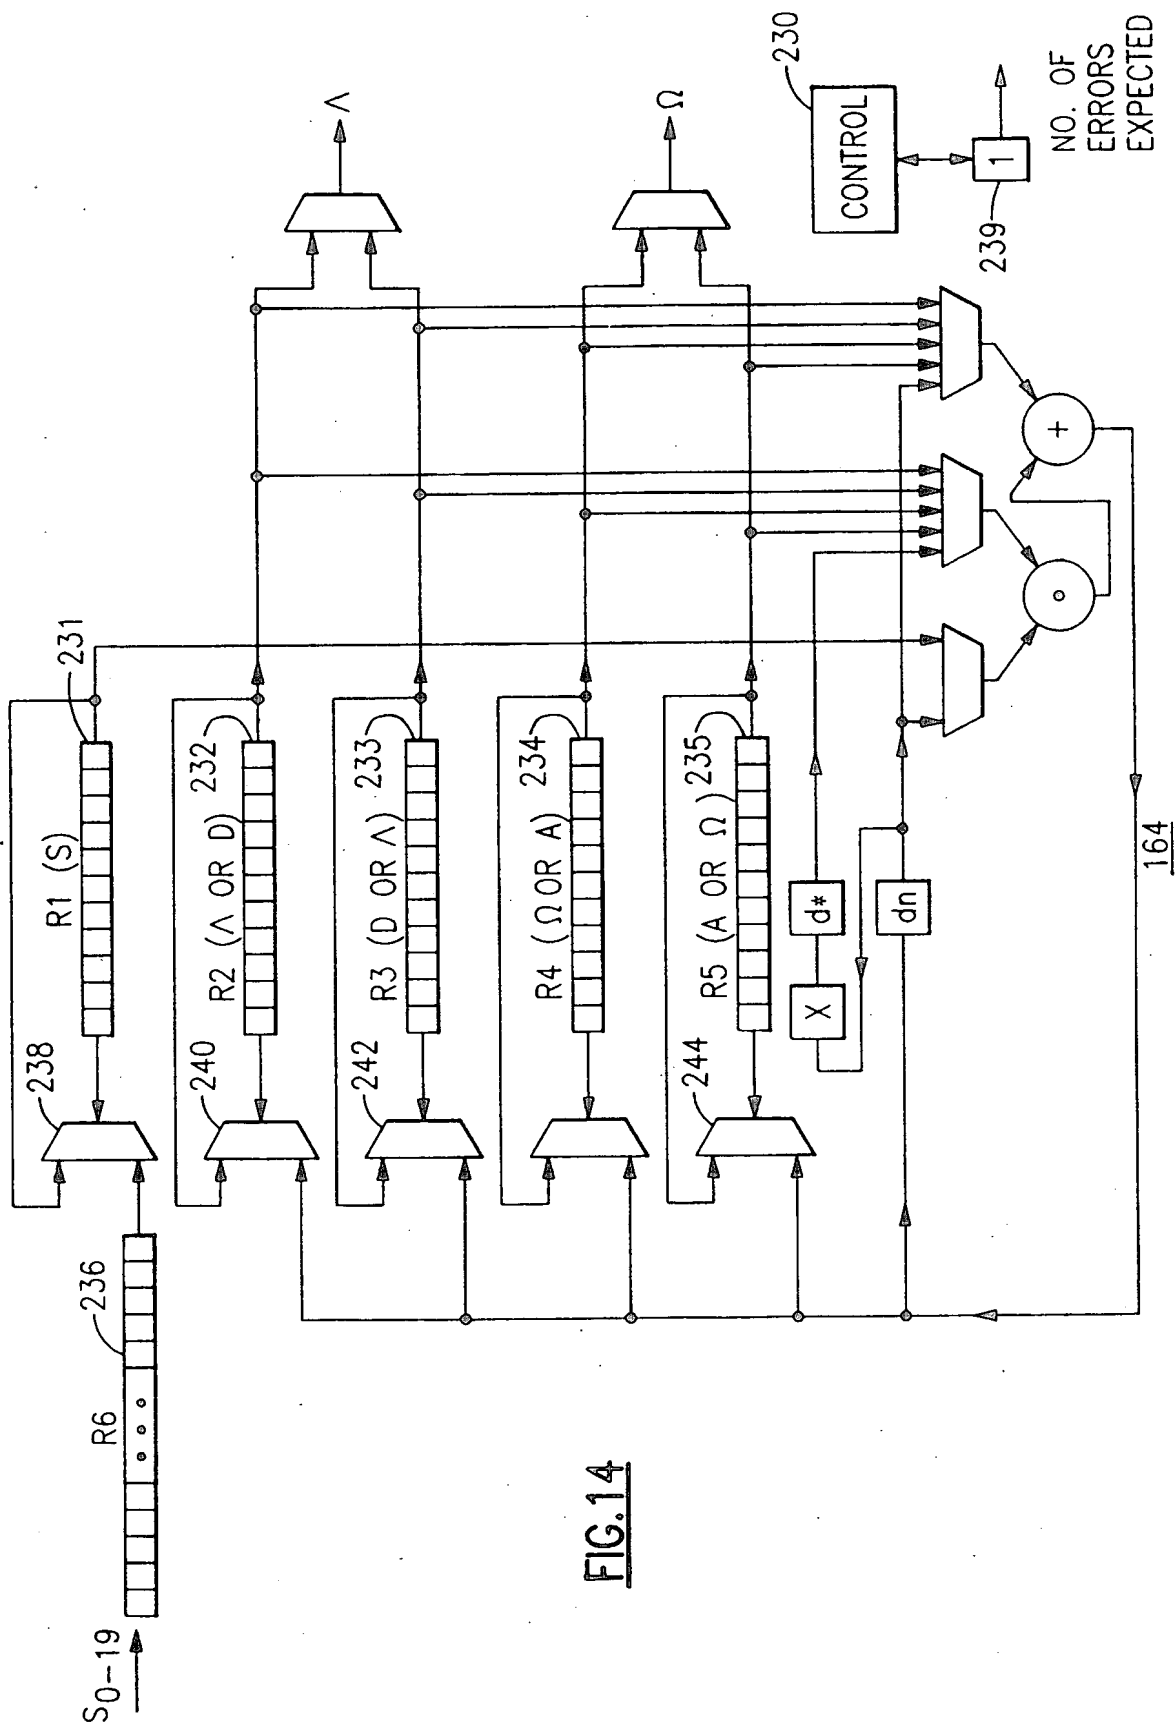 S0-19
R6
236
238
R1 (S)
231
240
R2 (Λ OR D)
232
242
R3 (D OR Λ)
233
R4 (Ω OR A)
234
244
R5 (A OR Ω)
235
X
d*
dn
Λ
Ω
+
CONTROL
230
1
239
NO. OF
ERRORS
EXPECTED
164
FIG.14